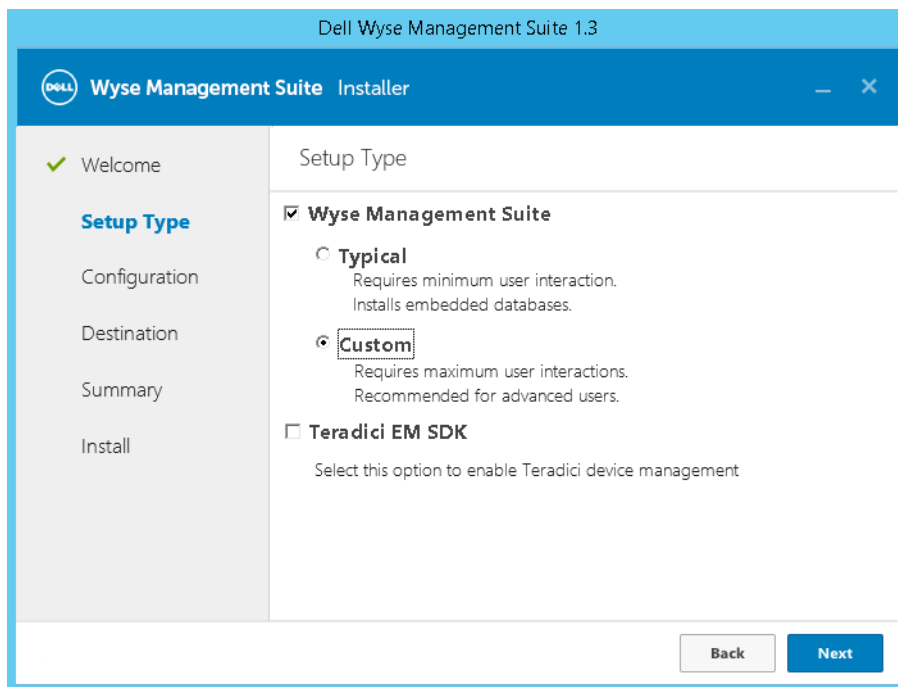 Dell Wyse Management Suite 1.3
DELL Wyse Management Suite Installer
Welcome
Setup Type
Configuration
Destination
Summary
Install
Setup Type
Wyse Management Suite
Typical
Requires minimum user interaction.
Installs embedded databases.
Custom
Requires maximum user interactions.
Recommended for advanced users.
Teradici EM SDK
Select this option to enable Teradici device management
Back Next